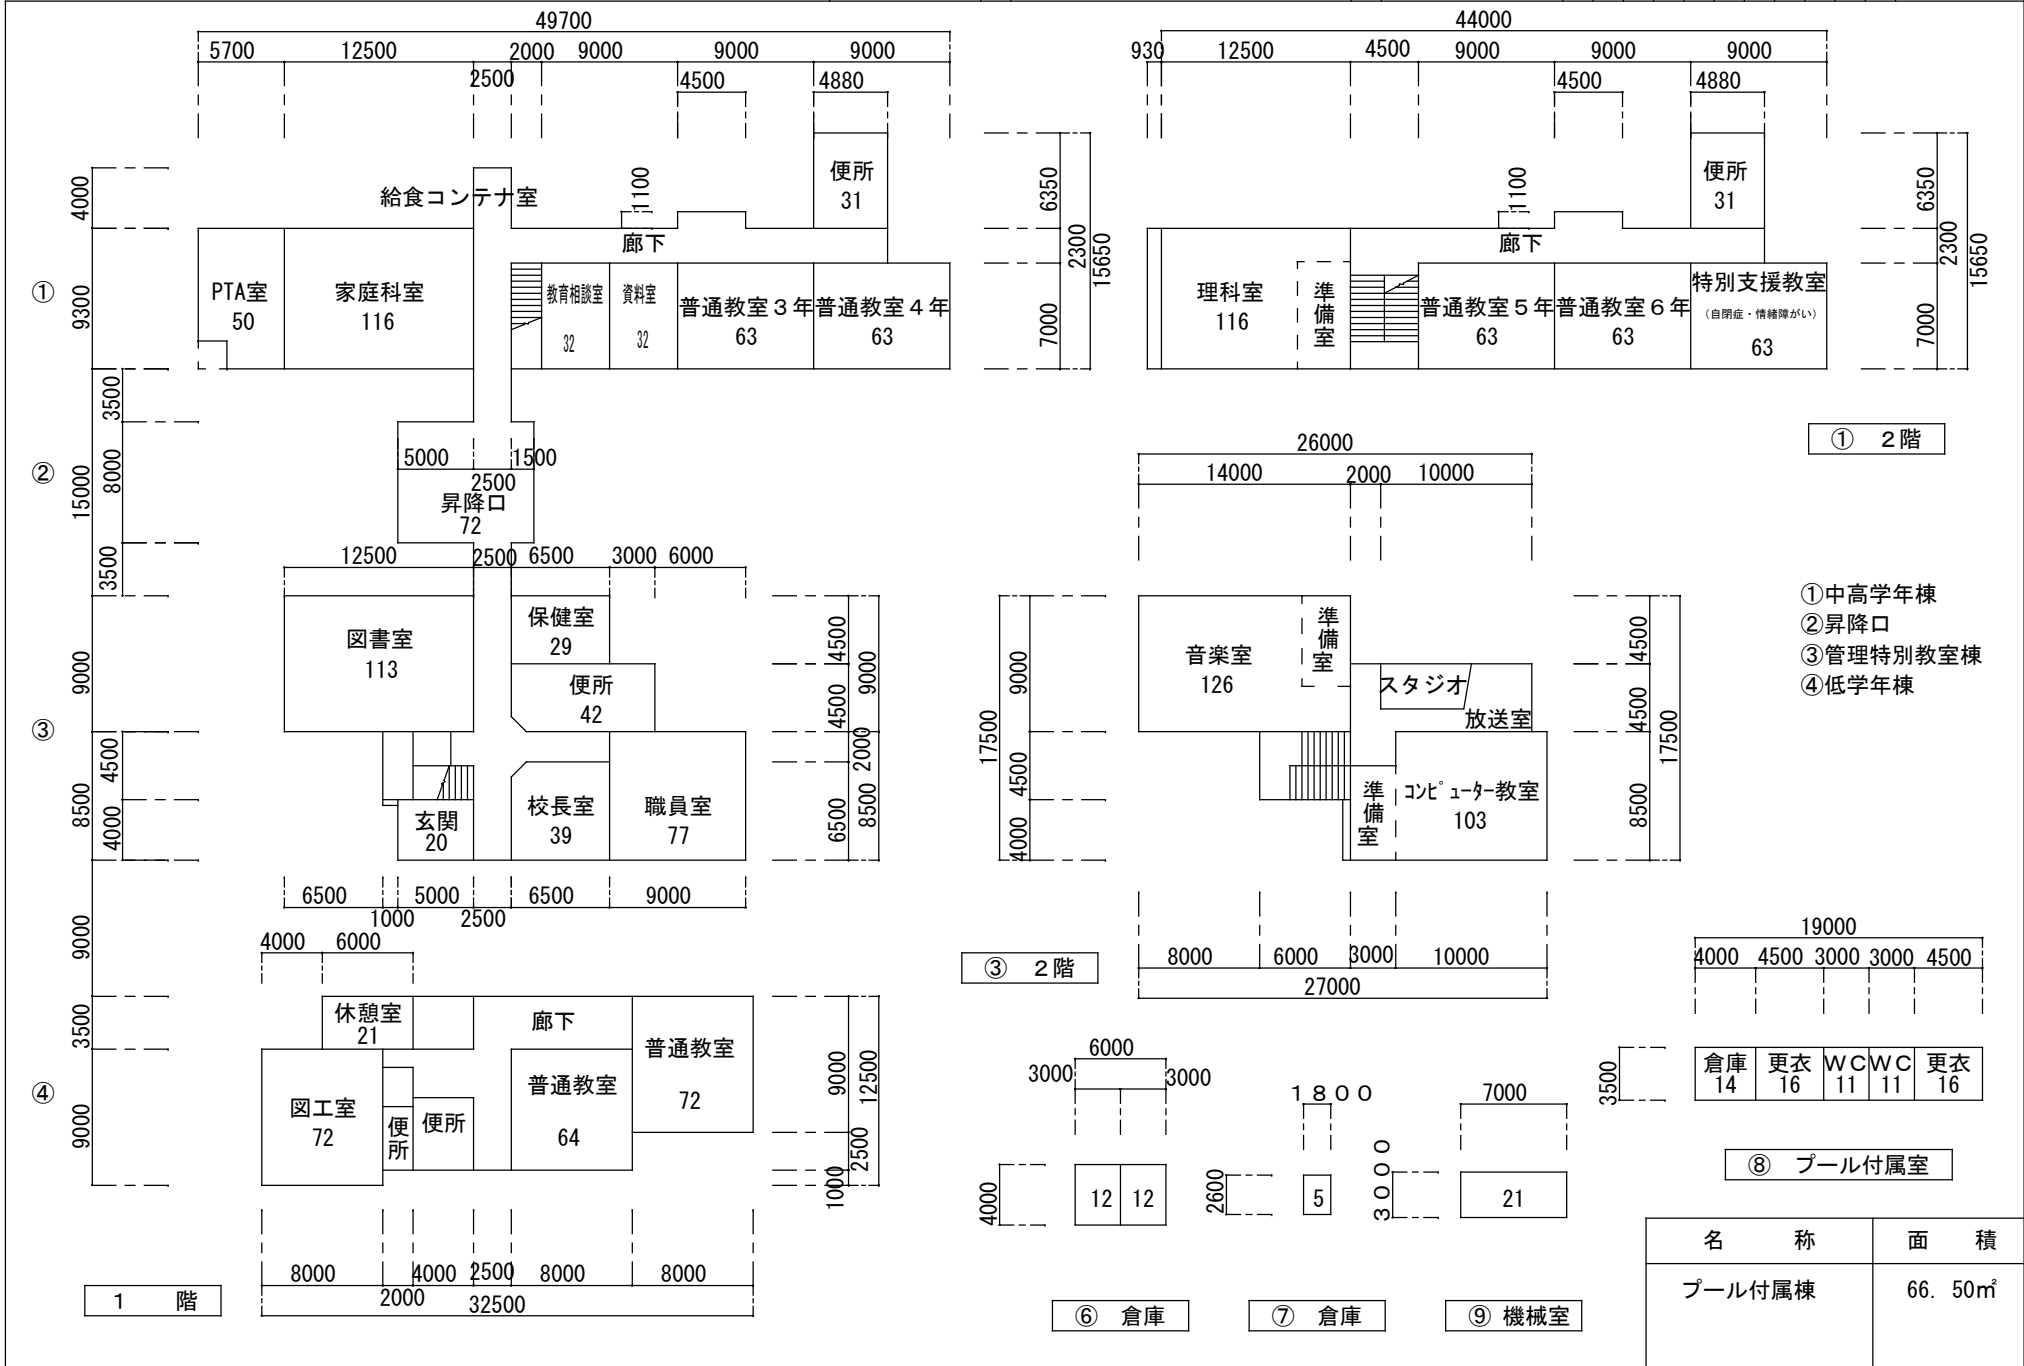 49700
5700 12500 2000 9000 9000 9000
2500 4500 4880
4000
9300
給食コンテナ室
1100
便所
31
6350
2300
15650
7000
廊下
①
PTA室
50
家庭科室
116
教育相談室
32
資料室
32
普通教室３年
63
普通教室４年
63
44000
930 12500 4500 9000 9000 9000
4500 4880
1100
便所
31
6350
2300
15650
7000
廊下
理科室
116
準備室
普通教室５年
63
普通教室６年
63
特別支援教室
（自閉症・情緒障がい）
63
① ２階
②
3500
8000
15000
3500
5000 1500
2500
昇降口
72
12500 2500 6500 3000 6000
③
9000
4500
8500
4000
図書室
113
保健室
29
便所
42
玄関
20
校長室
39
職員室
77
4500
9000
4500
2000
8500
6500
6500 5000 6500 9000
1000 2500
26000
14000 2000 10000
17500
9000
4500
4000
音楽室
126
準備室
スタジオ
放送室
準備室
ｺﾝﾋﾟｭｰﾀｰ教室
103
4500
4500
17500
8500
8000 6000 3000 10000
27000
③ ２階
①中高学年棟
②昇降口
③管理特別教室棟
④低学年棟
9000
4000 6000
3500
④
9000
休憩室
21
廊下
普通教室
72
図工室
72
便所
便所
普通教室
64
9000
12500
2500
1000
8000 4000 2500 8000 8000
2000 32500
１ 階
6000
3000 3000
4000
12 12
⑥ 倉庫
１８００
2600
5
⑦ 倉庫
7000
３０００
21
⑨ 機械室
19000
4000 4500 3000 3000 4500
3500
倉庫 更衣 ＷＣ ＷＣ 更衣
14 16 11 11 16
⑧ プール付属室
名 称 面 積
プール付属棟 66. 50㎡